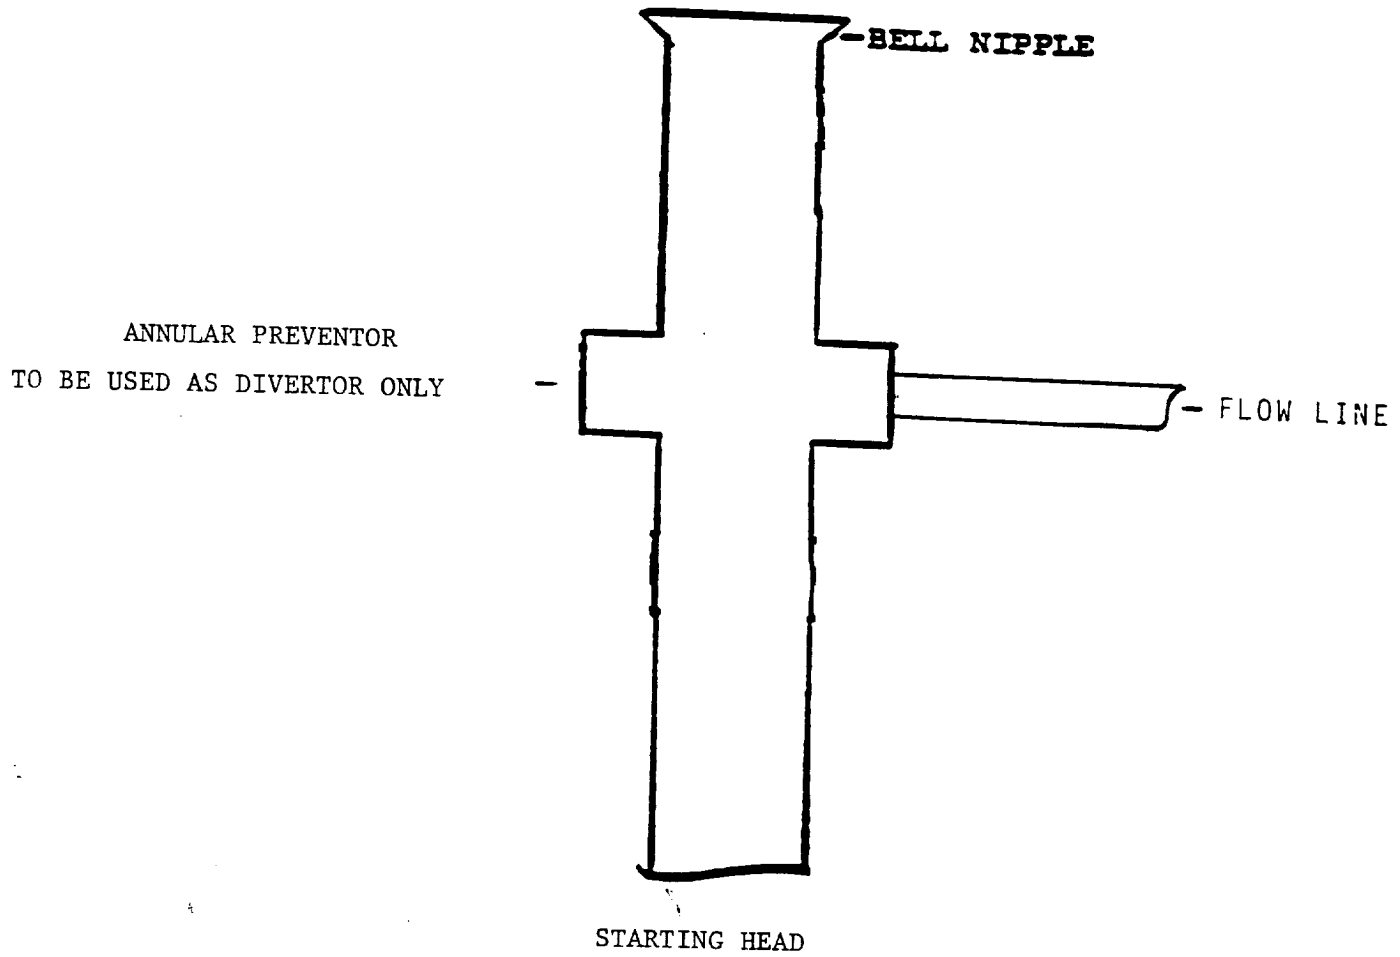 BELL NIPPLE
ANNULAR PREVENTOR
TO BE USED AS DIVERTOR ONLY
FLOW LINE
STARTING HEAD